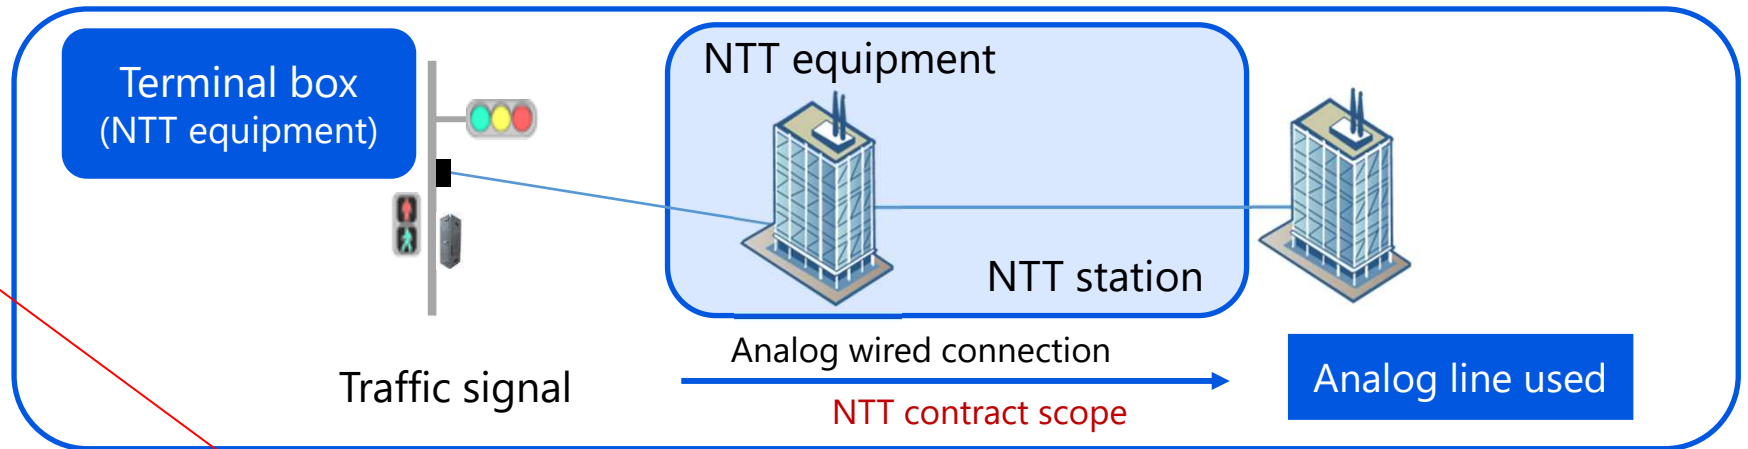 Terminal box
(NTT equipment)
NTT equipment
NTT station
Traffic signal
Analog wired connection
NTT contract scope
Analog line used